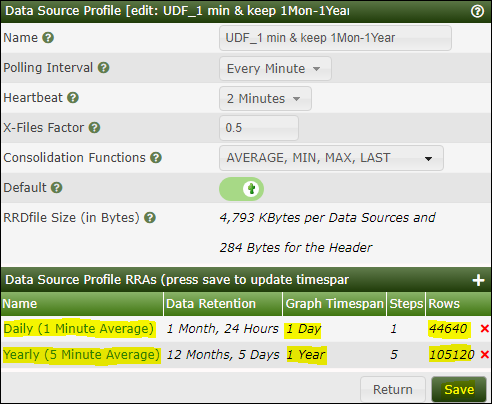 Data Source Profile [edit: UDF_1 min & keep 1Mon-1Year
Name UDF_1 min & keep 1Mon-1Year
Polling Interval Every Minute
Heartbeat 2 Minutes
X-Files Factor 0.5
Consolidation Functions AVERAGE, MIN, MAX, LAST
Default
RRDfile Size (in Bytes) 4,793 KBytes per Data Sources and
284 Bytes for the Header
Data Source Profile RRAs (press save to update timespar
Name Data Retention Graph Timespan Steps Rows
Daily (1 Minute Average) 1 Month, 24 Hours 1 Day 1 44640
Yearly (5 Minute Average) 12 Months, 5 Days 1 Year 5 105120
Return Save